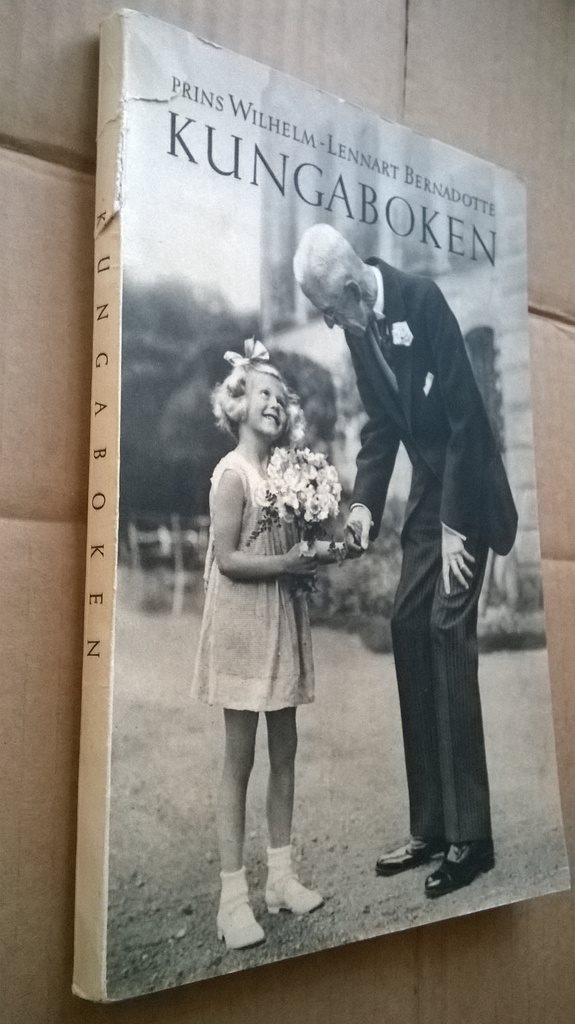 PRINS WILHELM - LENNART BERNADOTTE
KUNGABOKEN
KUNGABOKEN